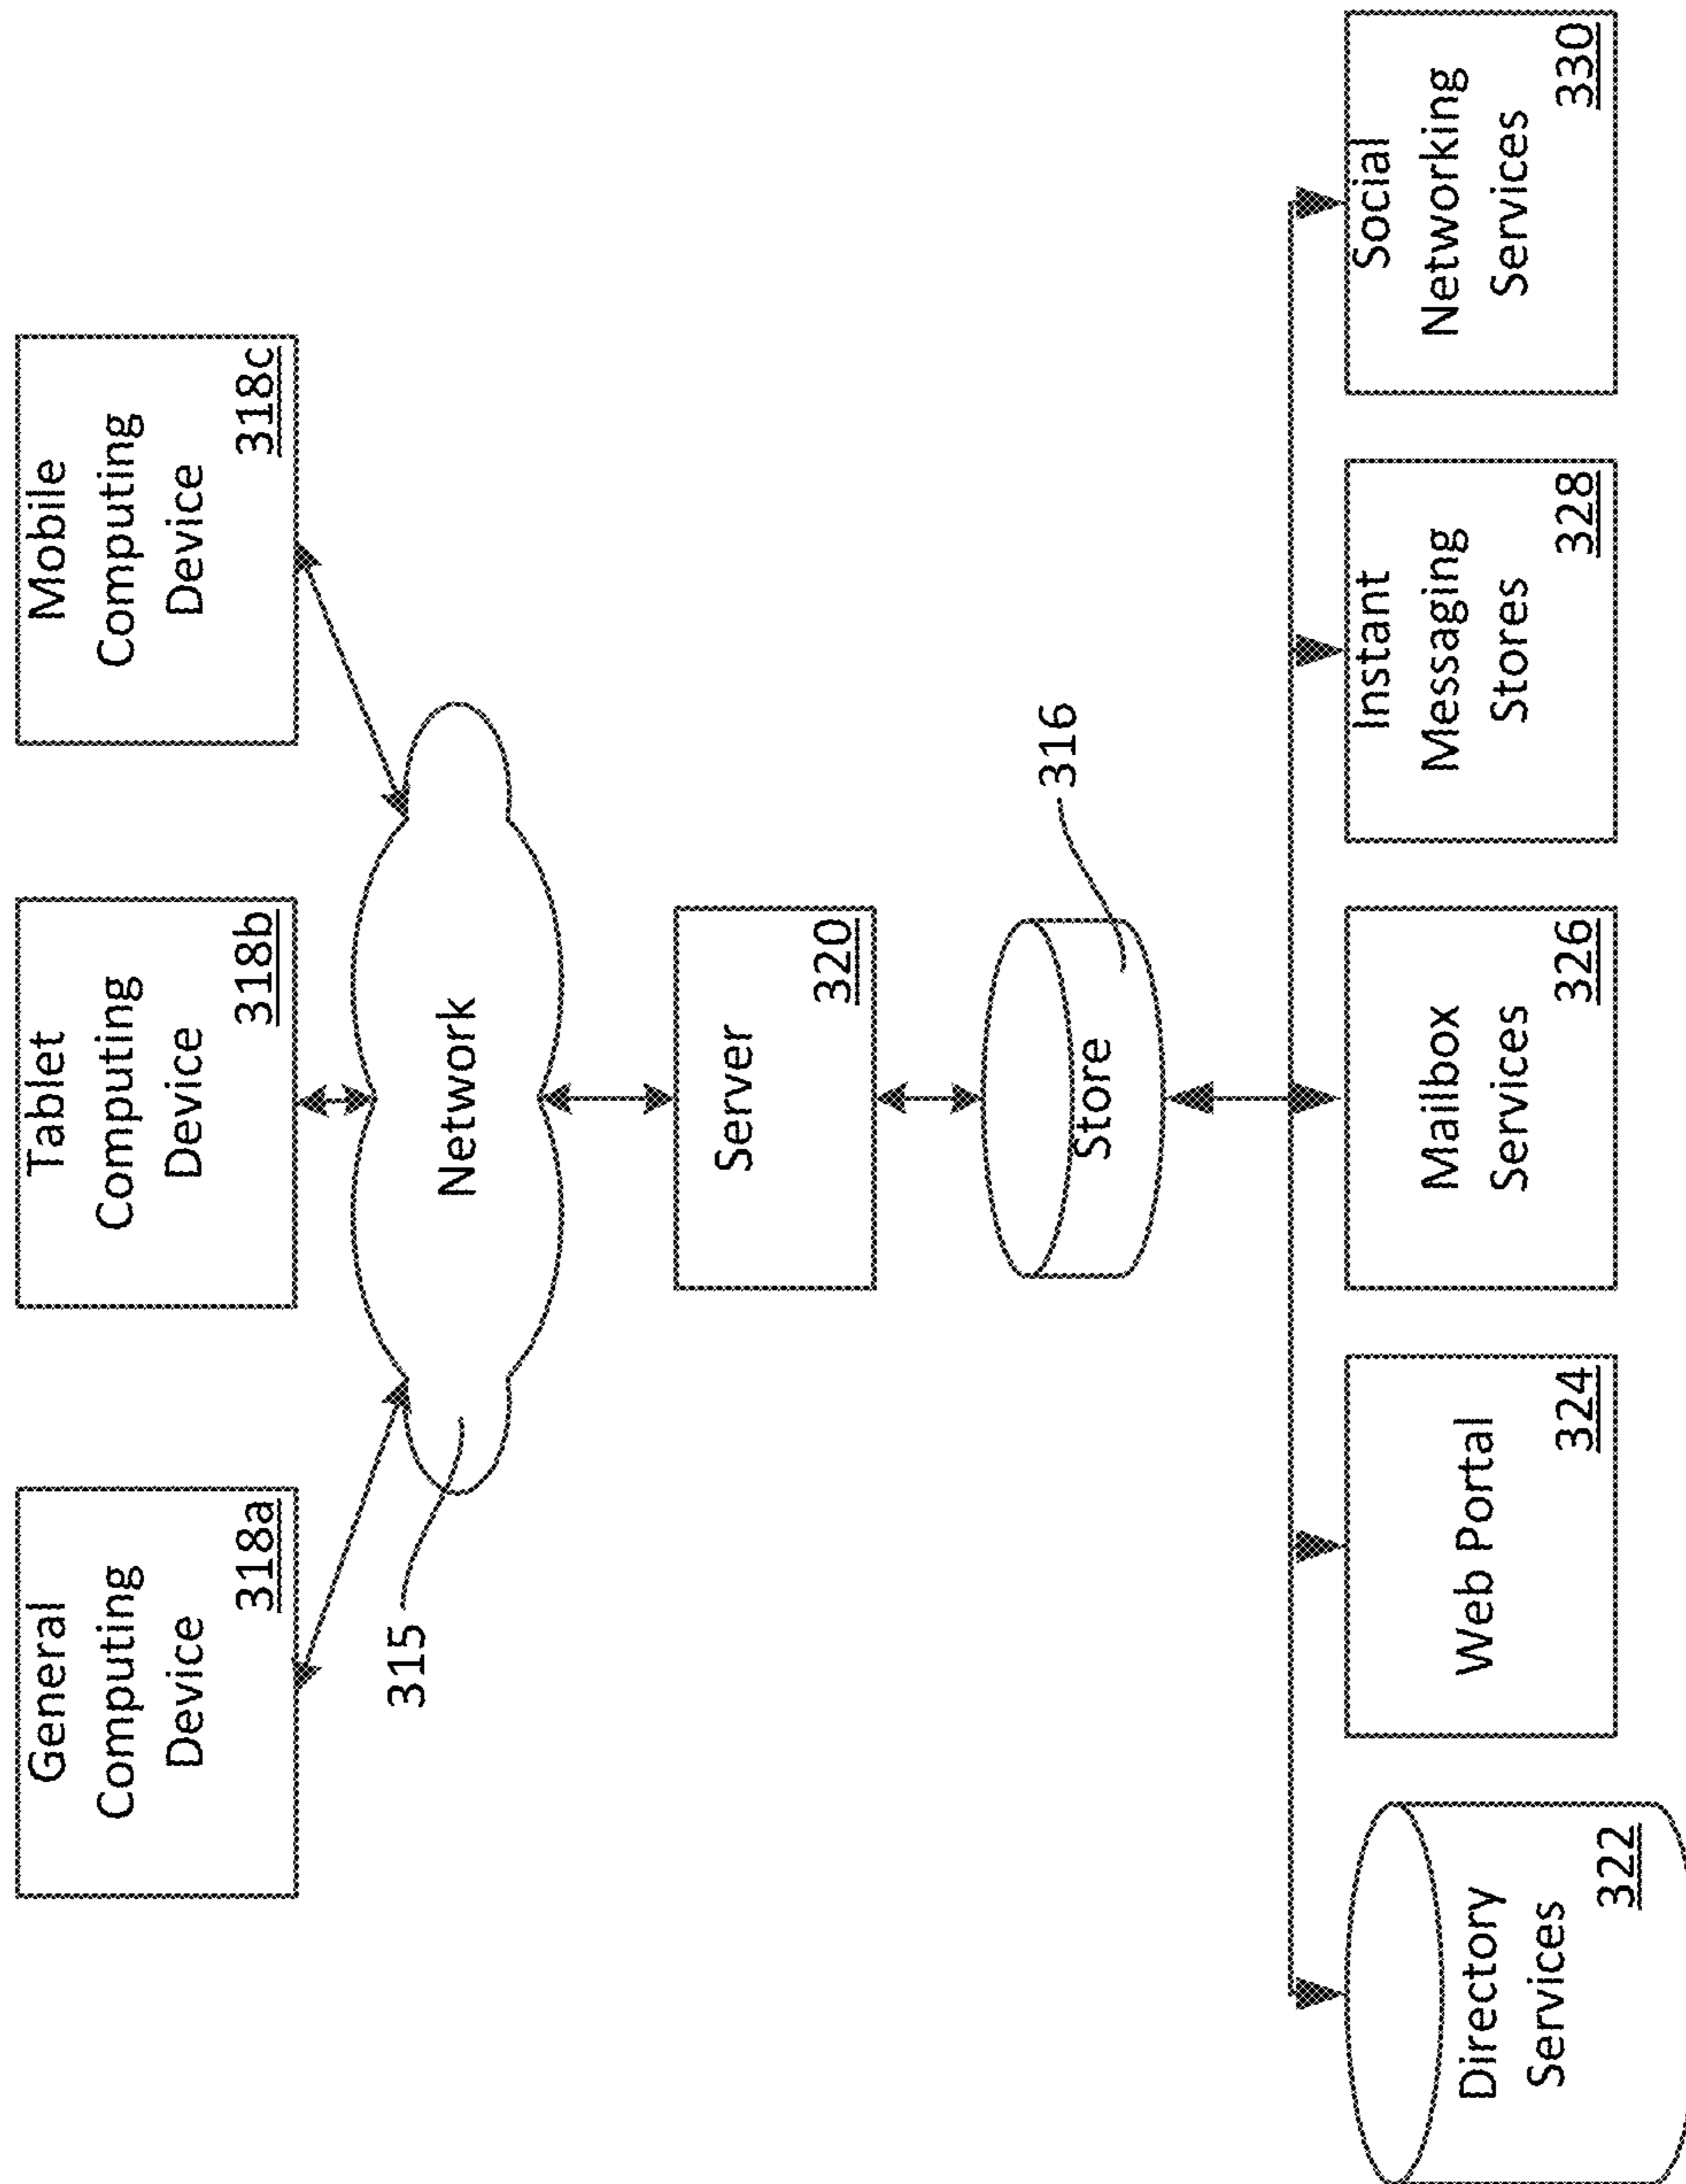 General
Computing
Device
318a
Tablet
Computing
Device
318b
Mobile
Computing
Device
318c
315
Network
Server
320
Store
316
Directory
Services
322
Web Portal
324
Mailbox
Services
326
Instant
Messaging
Stores
328
Social
Networking
Services
330